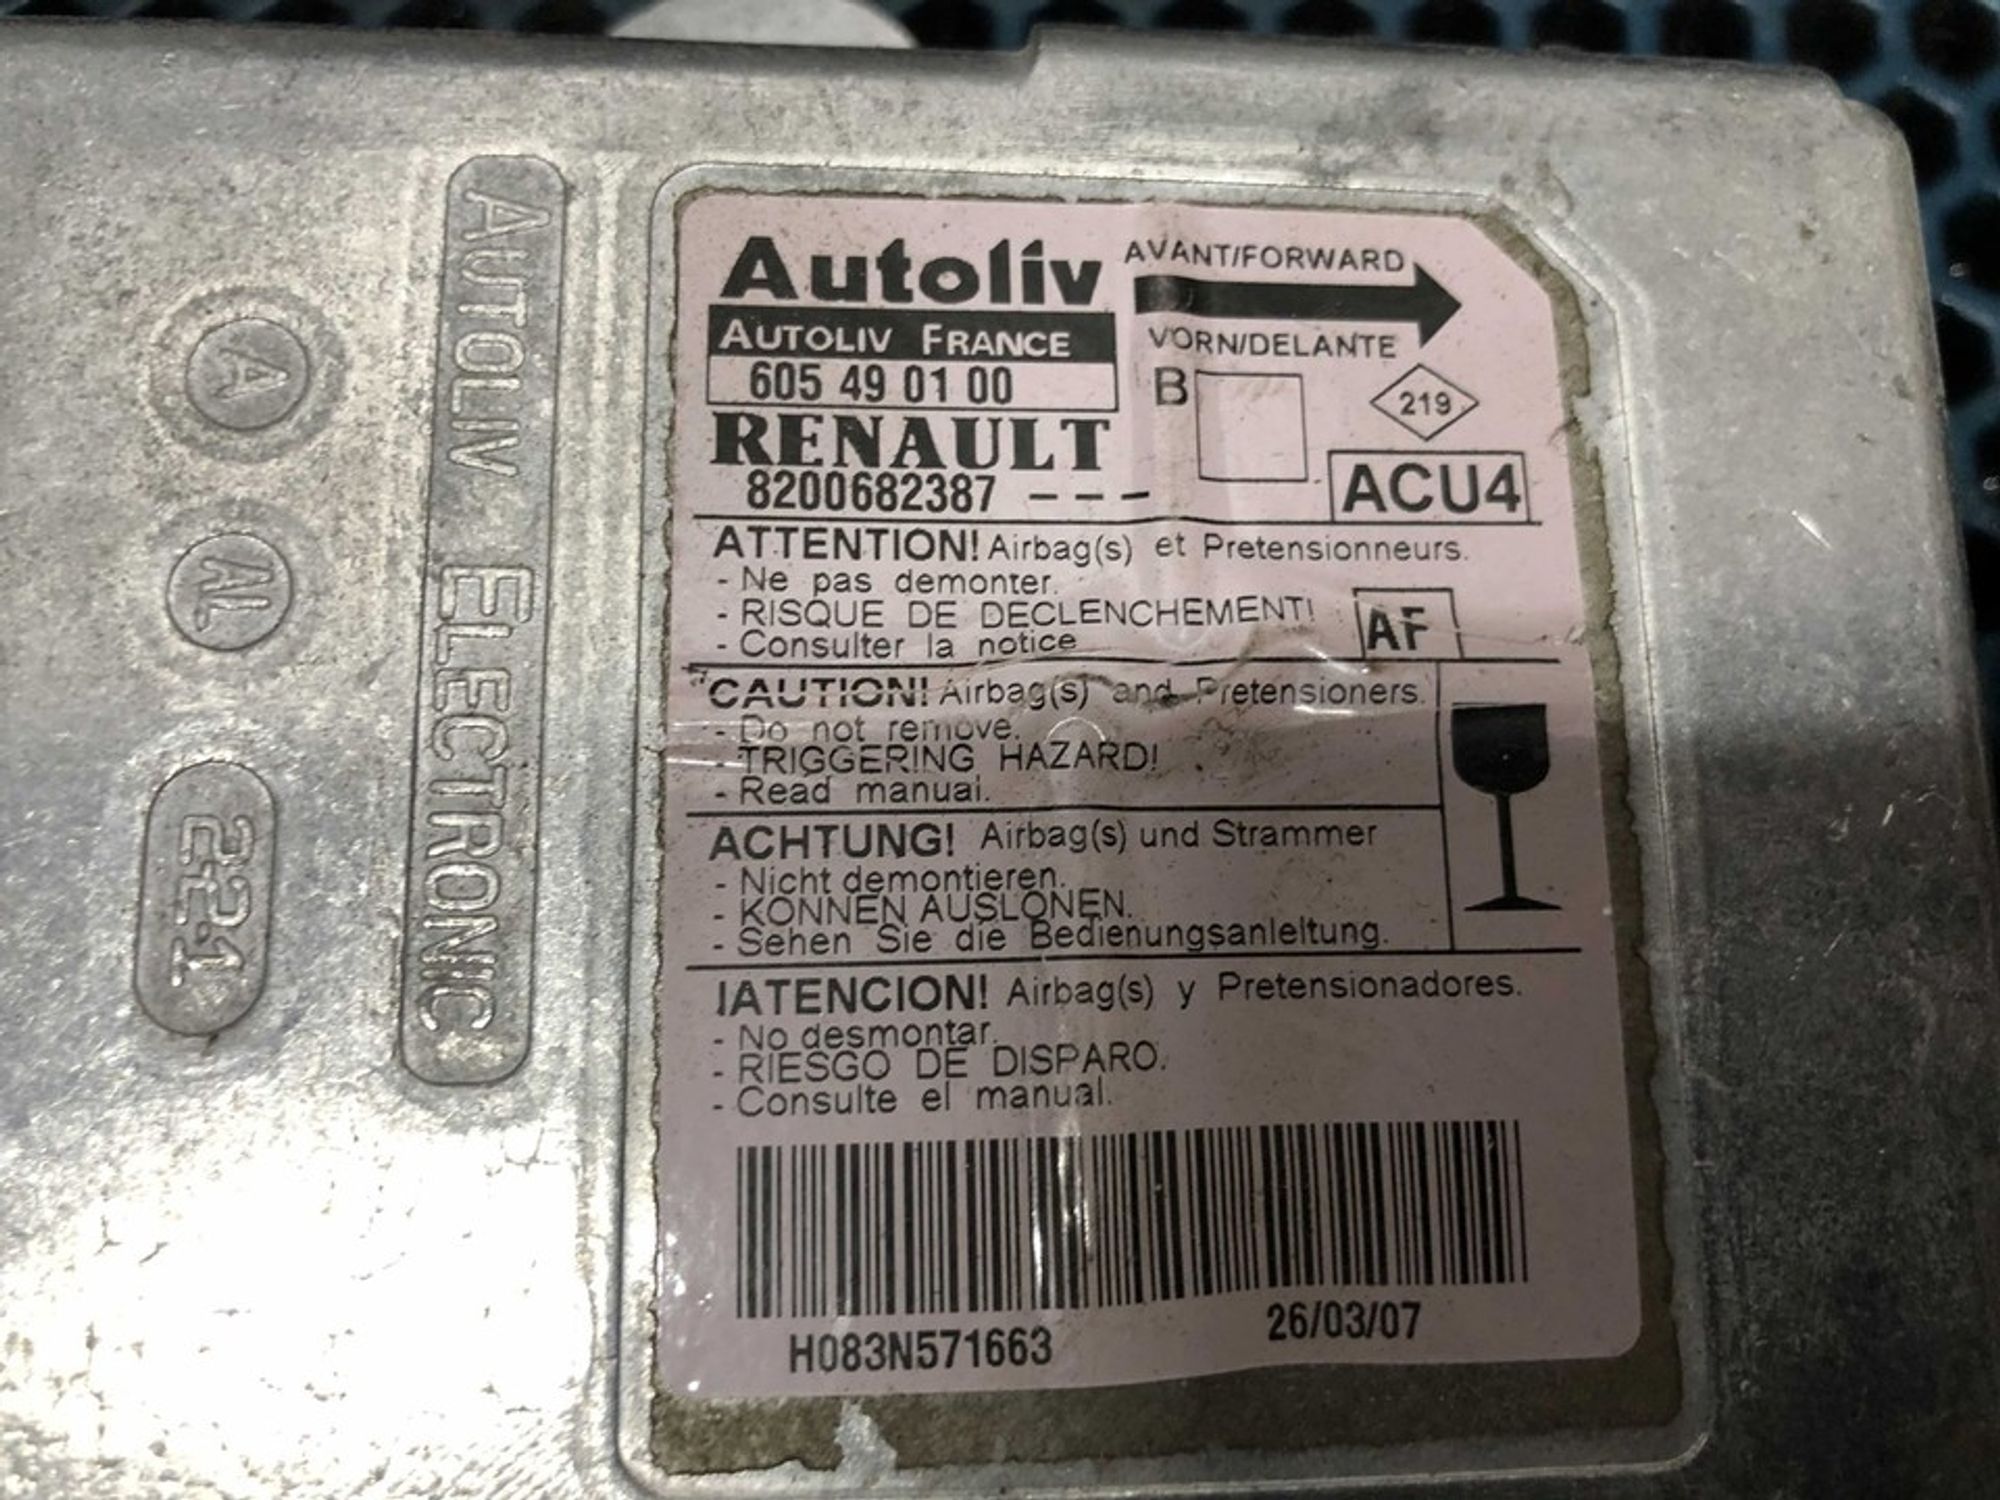 AUTOLIV ELECTRONIC
A
AL
221
Autoliv
AVANT/FORWARD
AUTOLIV FRANCE
VORN/DELANTE
605 49 01 00
B
219
RENAULT
8200682387 - - -
ACU4
ATTENTION! Airbag(s) et Pretensionneurs.
- Ne pas demonter.
- RISQUE DE DECLENCHEMENT!
- Consulter la notice
AF
CAUTION! Airbag(s) and Pretensioners.
- Do not remove.
- TRIGGERING HAZARD!
- Read manual.
ACHTUNG! Airbag(s) und Strammer
- Nicht demontieren.
- KONNEN AUSLONEN.
- Sehen Sie die Bedienungsanleitung.
¡ATENCION! Airbag(s) y Pretensionadores.
- No desmontar.
- RIESGO DE DISPARO.
- Consulte el manual.
H083N571663
26/03/07